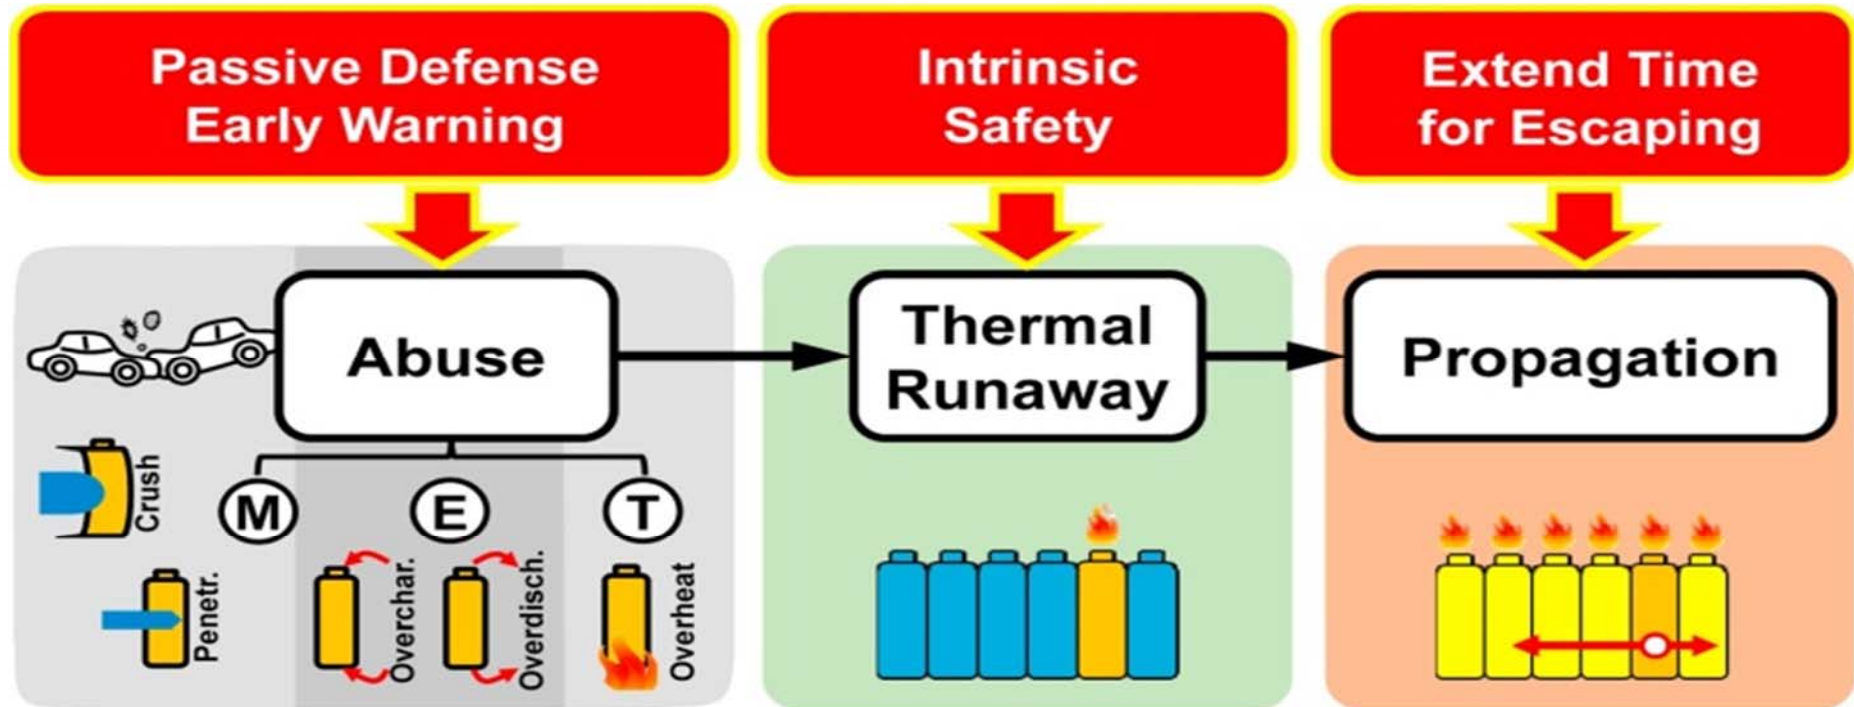 Passive Defense
Early Warning
Intrinsic
Safety
Extend Time
for Escaping
Abuse
Thermal
Runaway
Propagation
Crush
M
E
T
Penetr.
Overchar.
Overdisch.
Overheat